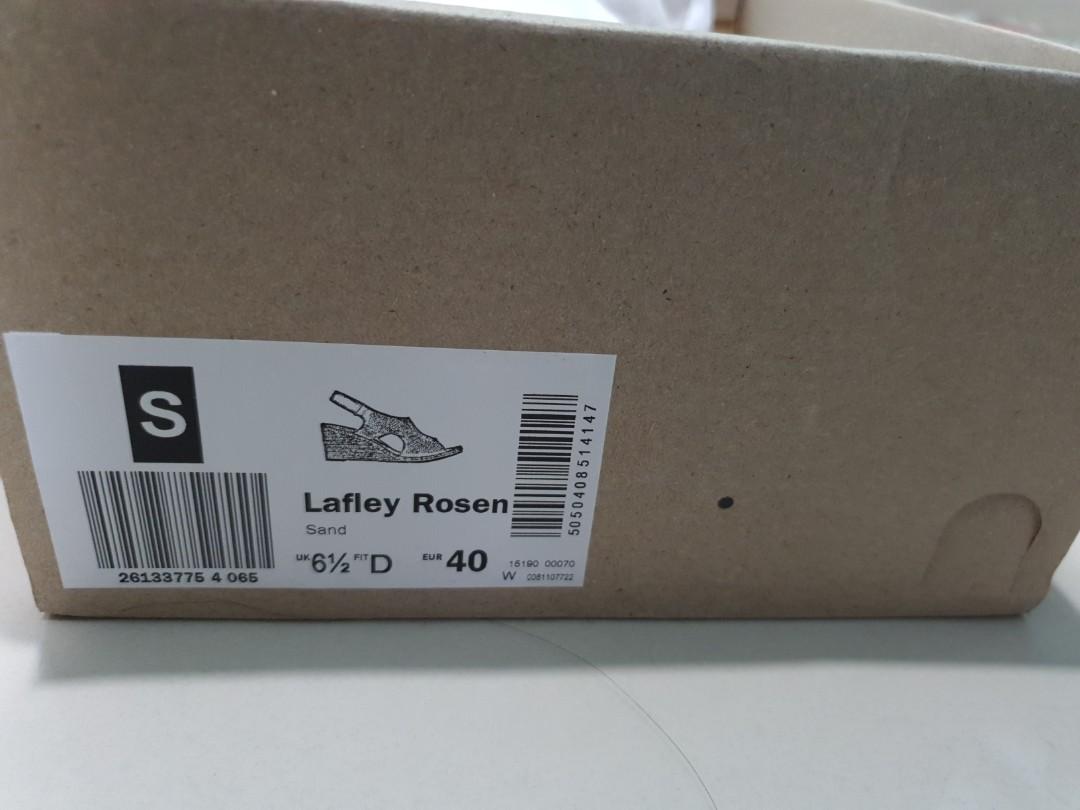 S
26133775 4 065
Lafley Rosen
Sand
UK 6½ FIT D EUR 40
5050408514147
15190 00070
W 0081107722